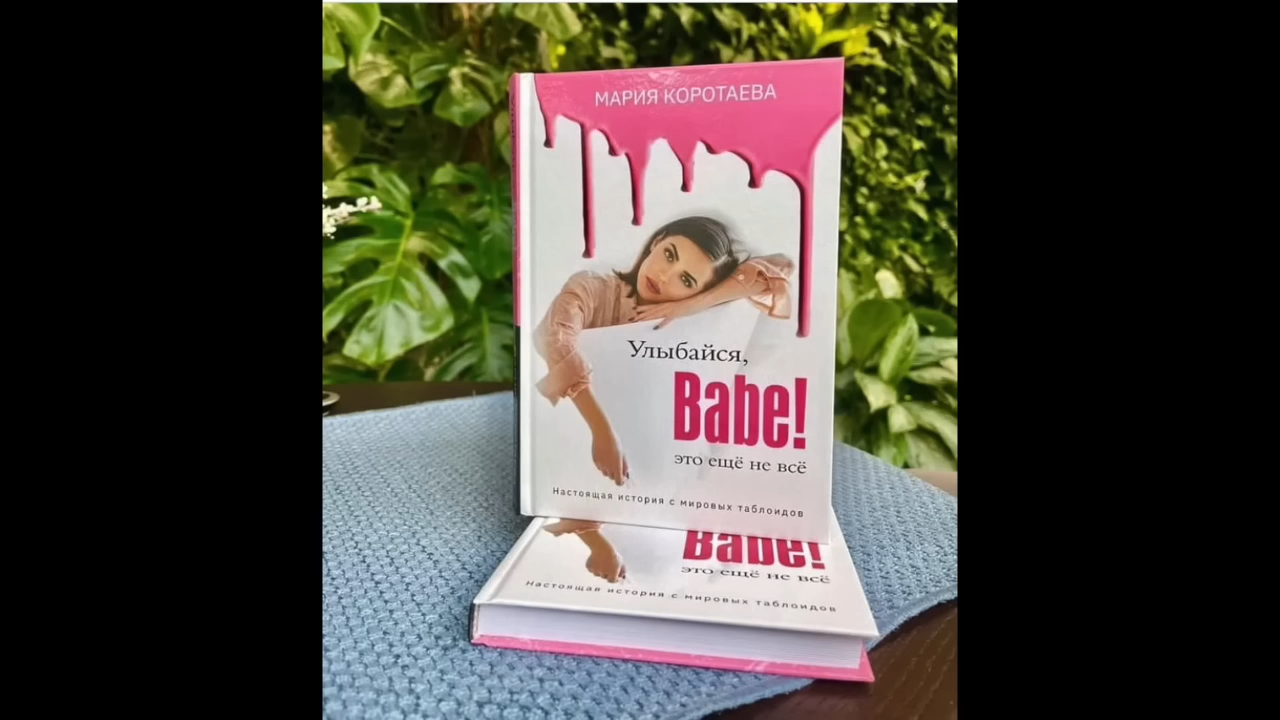 МАРИЯ КОРОТАЕВА
Улыбайся,
Babe!
это ещё не всё
Настоящая история с мировых таблоидов
Babe!
это ещё не всё
Настоящая история с мировых таблоидов